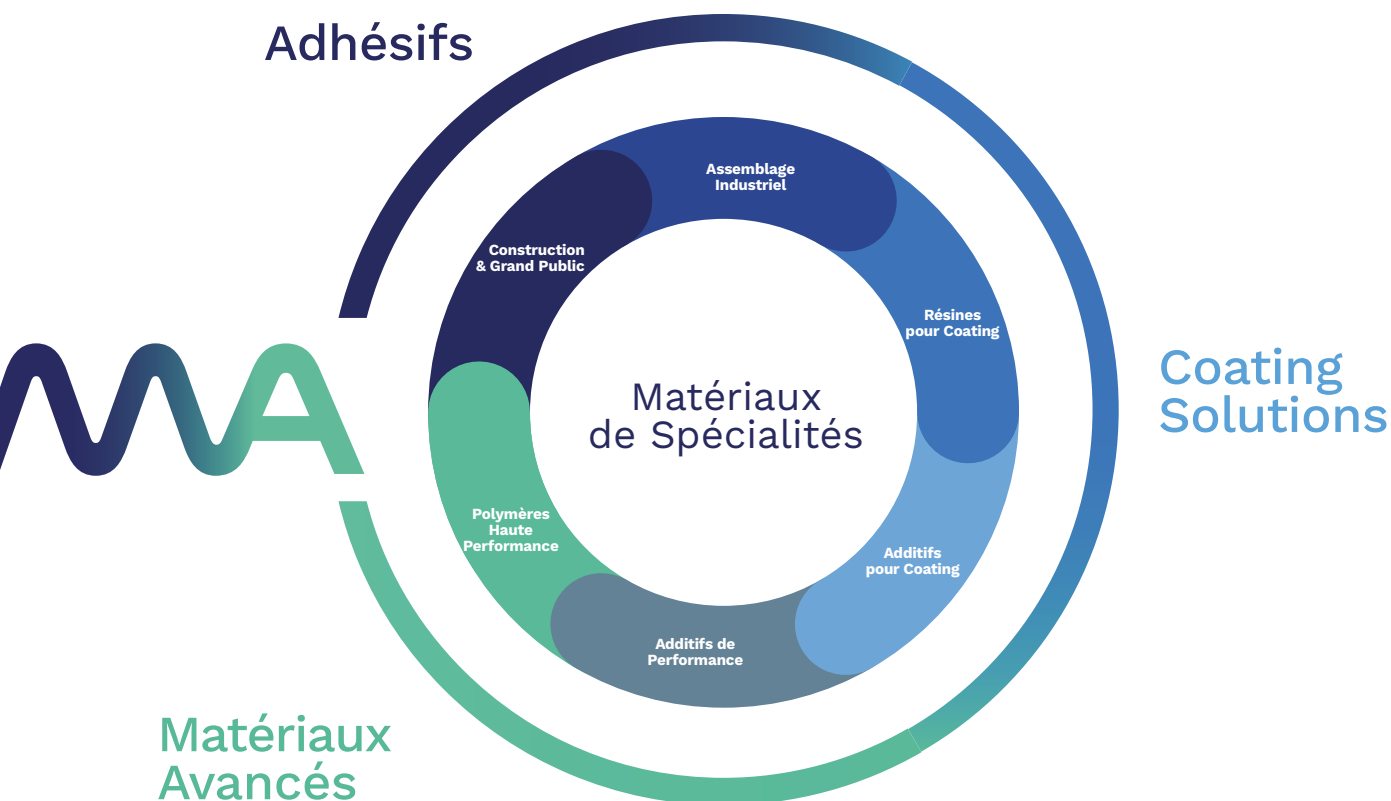 Adhésifs
Assemblage
Industriel
Construction
& Grand Public
Résines
pour Coating
MA
Matériaux
de Spécialités
Coating
Solutions
Polymères
Haute
Performance
Additifs
pour Coating
Additifs de
Performance
Matériaux
Avancés